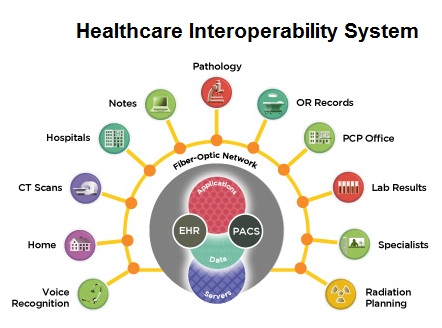 Healthcare Interoperability System
Pathology
Notes
OR Records
Hospitals
PCP Office
Fiber-Optic Network
CT Scans
Applications
Lab Results
EHR
PACS
Home
Specialists
Data
Servers
Voice
Recognition
Radiation
Planning